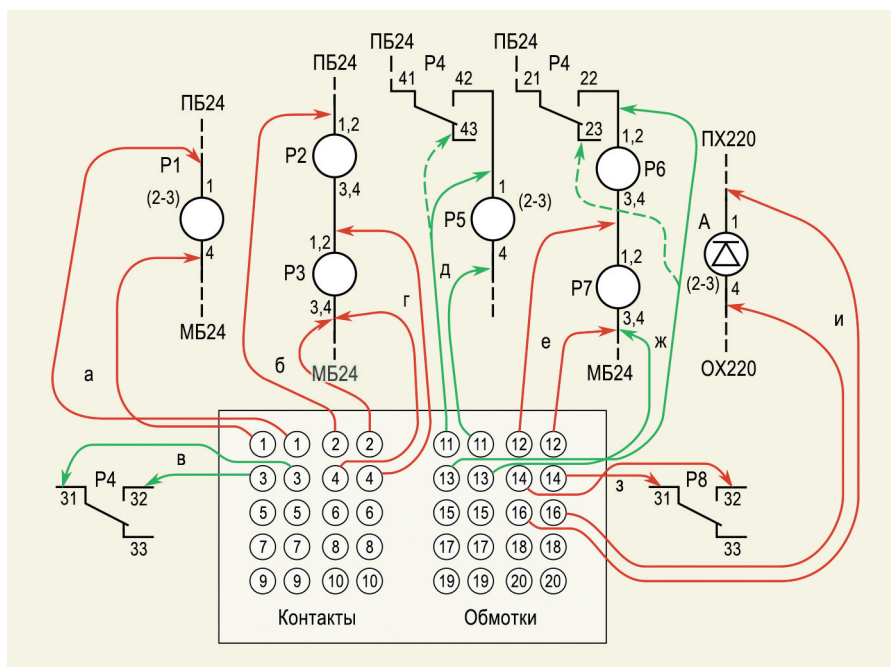 ПБ24
ПБ24
ПБ24
ПБ24
Р4
Р4
41
42
43
21
22
23
ПХ220
Р1
1
(2-3)
4
МБ24
1,2
Р2
3,4
1,2
Р3
3,4
МБ24
1
Р5
(2-3)
4
1,2
Р6
3,4
1,2
Р7
3,4
МБ24
А
1
4
(2-3)
ОХ220
а
б
г
д
е
ж
и
1 1 2 2 11 11 12 12
3 3 4 4 13 13 14 14
5 5 6 6 15 15 16 16
7 7 8 8 17 17 18 18
9 9 10 10 19 19 20 20
Контакты Обмотки
в
Р4
31
32
33
з
Р8
31
32
33